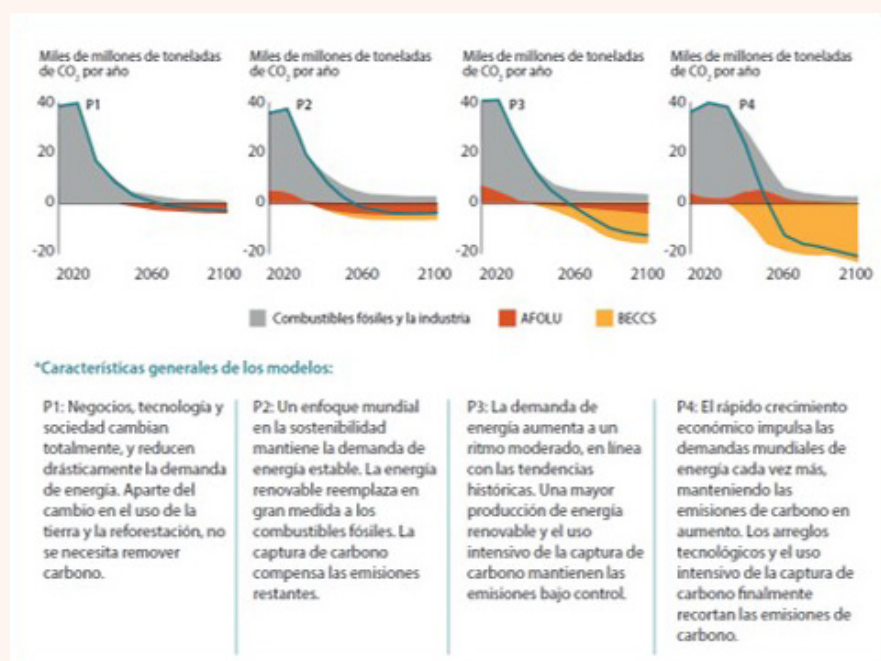 Miles de millones de toneladas
de CO₂ por año
40
20
0
-20
P1
2020
2060
2100
Miles de millones de toneladas
de CO₂ por año
40
20
0
-20
P2
2020
2060
2100
Miles de millones de toneladas
de CO₂ por año
40
20
0
-20
P3
2020
2060
2100
Miles de millones de toneladas
de CO₂ por año
40
20
0
-20
P4
2020
2060
2100
Combustibles fósiles y la industria
AFOLU
BECCS
*Características generales de los modelos:
P1: Negocios, tecnología y
sociedad cambian
totalmente, y reducen
drásticamente la demanda
de energía. Aparte del
cambio en el uso de la
tierra y la reforestación, no
se necesita remover
carbono.
P2: Un enfoque mundial
en la sostenibilidad
mantiene la demanda de
energía estable. La energía
renovable reemplaza en
gran medida a los
combustibles fósiles. La
captura de carbono
compensa las emisiones
restantes.
P3: La demanda de
energía aumenta a un
ritmo moderado, en línea
con las tendencias
históricas. Una mayor
producción de energía
renovable y el uso
intensivo de la captura de
carbono mantienen las
emisiones bajo control.
P4: El rápido crecimiento
económico impulsa las
demandas mundiales de
energía cada vez más,
manteniendo las
emisiones de carbono en
aumento. Los arreglos
tecnológicos y el uso
intensivo de la captura de
carbono finalmente
recortan las emisiones de
carbono.